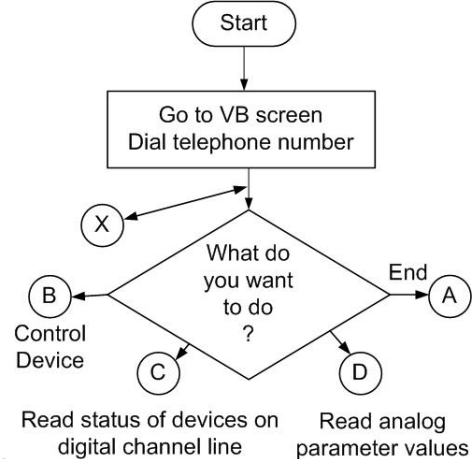 Start
Go to VB screen
Dial telephone number
X
What do
you want
to do
?
End
A
B
Control
Device
C
D
Read status of devices on
digital channel line
Read analog
parameter values